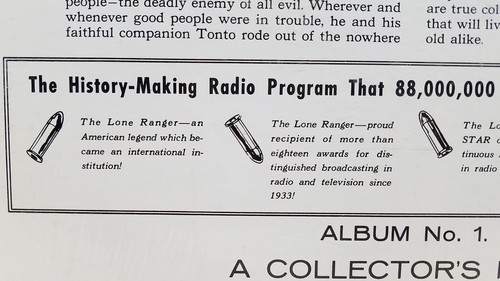 people—the deadly enemy of all evil. Wherever and
whenever good people were in trouble, he and his
faithful companion Tonto rode out of the nowhere
are true col
that will liv
old alike.
The History-Making Radio Program That 88,000,000
The Lone Ranger—an
American legend which be-
came an international in-
stitution!
The Lone Ranger—proud
recipient of more than
eighteen awards for dis-
tinguished broadcasting in
radio and television since
1933!
The Lo
STAR o
tinuous
in radio
ALBUM No. 1.
A COLLECTOR'S